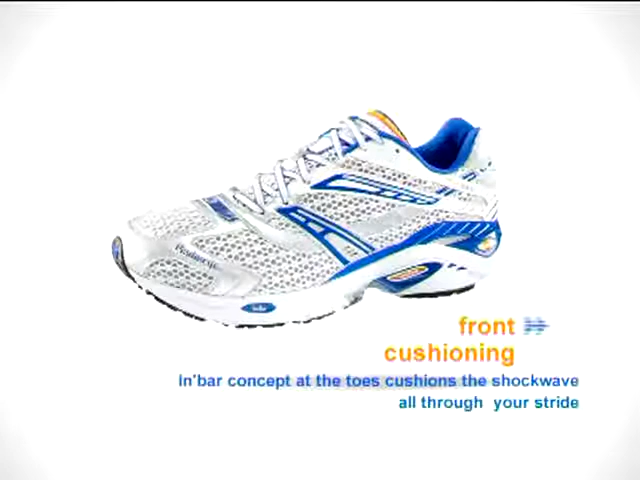 front
cushioning
In'bar concept at the toes cushions the shockwave
all through your stride